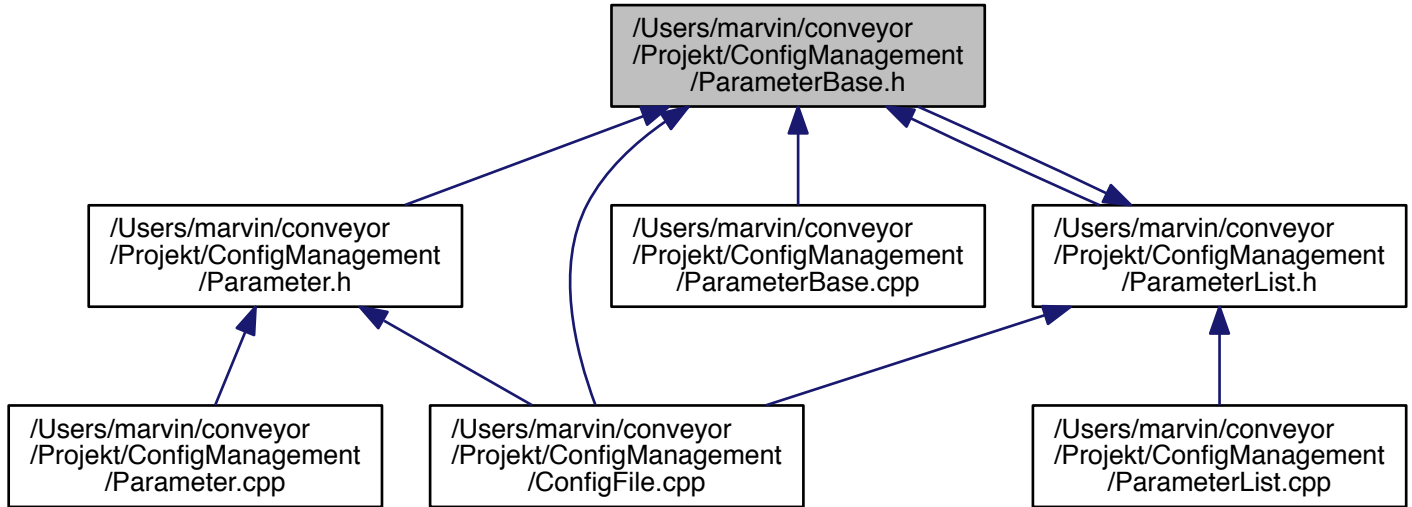 /Users/marvin/conveyor
/Projekt/ConfigManagement
/ParameterBase.h
/Users/marvin/conveyor
/Projekt/ConfigManagement
/Parameter.h
/Users/marvin/conveyor
/Projekt/ConfigManagement
/ParameterBase.cpp
/Users/marvin/conveyor
/Projekt/ConfigManagement
/ParameterList.h
/Users/marvin/conveyor
/Projekt/ConfigManagement
/Parameter.cpp
/Users/marvin/conveyor
/Projekt/ConfigManagement
/ConfigFile.cpp
/Users/marvin/conveyor
/Projekt/ConfigManagement
/ParameterList.cpp